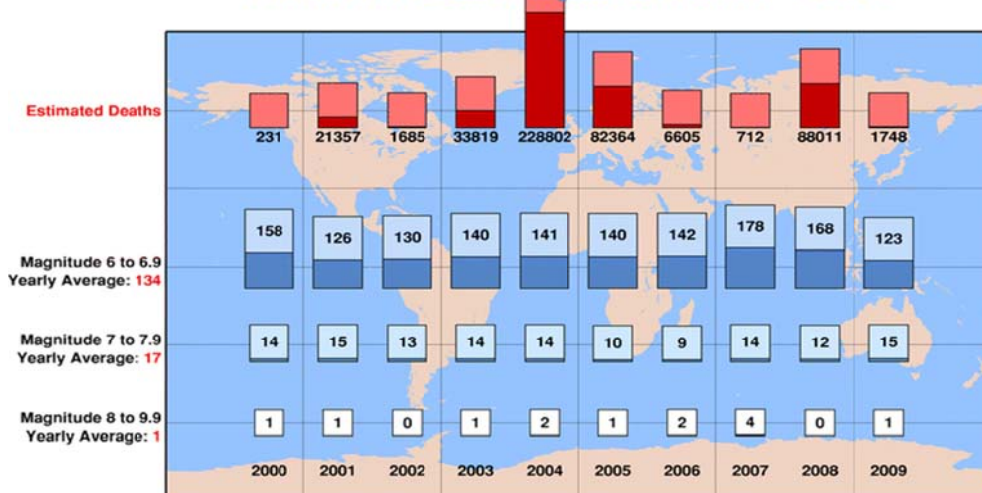 Estimated Deaths
231 21357 1685 33819 228802 82364 6605 712 88011 1748
158 126 130 140 141 140 142 178 168 123
Magnitude 6 to 6.9
Yearly Average: 134
14 15 13 14 14 10 9 14 12 15
Magnitude 7 to 7.9
Yearly Average: 17
1 1 0 1 2 1 2 4 0 1
Magnitude 8 to 9.9
Yearly Average: 1
2000 2001 2002 2003 2004 2005 2006 2007 2008 2009